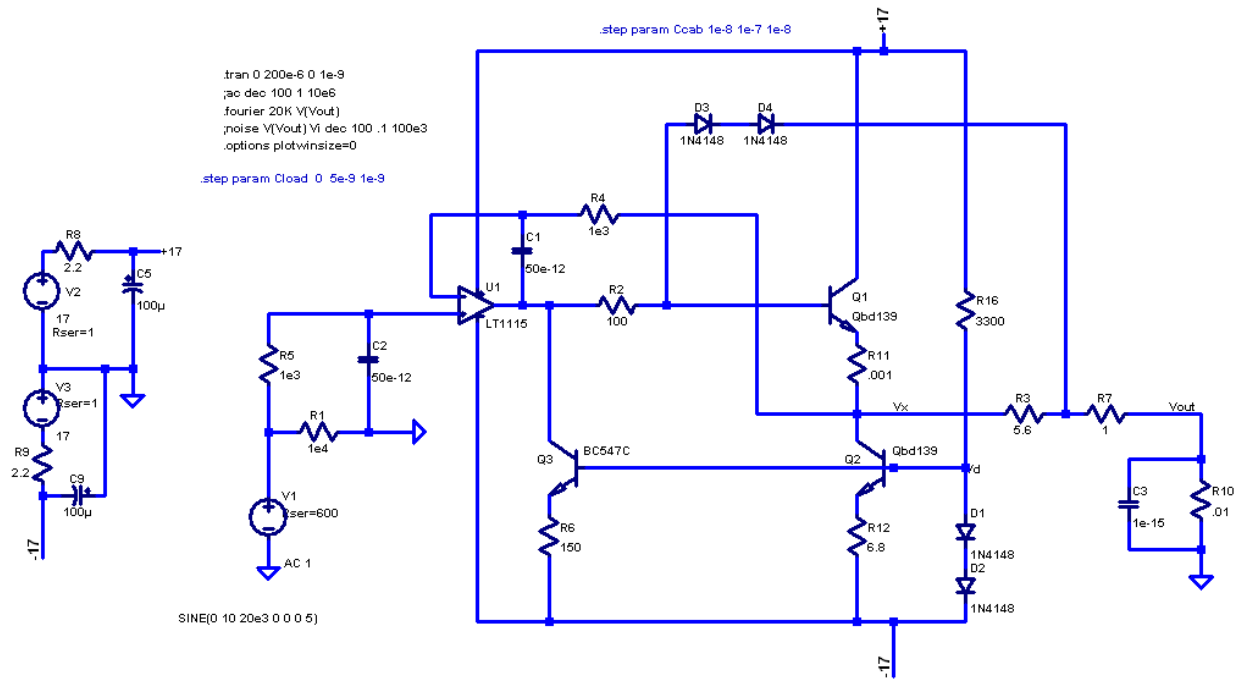 .step param Ccab 1e-8 1e-7 1e-8
+17
.tran 0 200e-6 0 1e-9
;ac dec 100 1 10e6
.fourier 20K V(Vout)
;noise V(Vout) Vi dec 100 .1 100e3
.options plotwinsize=0
.step param Cload 0 5e-9 1e-9
D3
1N4148
D4
1N4148
R4
1e3
C1
50e-12
U1
LT1115
R2
100
Q1
Qbd139
R16
3300
R11
.001
R8
2.2
+17
V2
17
Rser=1
C5
100µ
V3
Rser=1
17
R9
2.2
C9
100µ
-17
R5
1e3
C2
50e-12
R1
1e4
V1
Rser=600
AC 1
SINE(0 10 20e3 0 0 0 5)
Vx
R3
5.6
R7
1
Vout
Q3
BC547C
Q2
Qbd139
Vd
R6
150
R12
6.8
D1
1N4148
D2
1N4148
C3
1e-15
R10
.01
-17